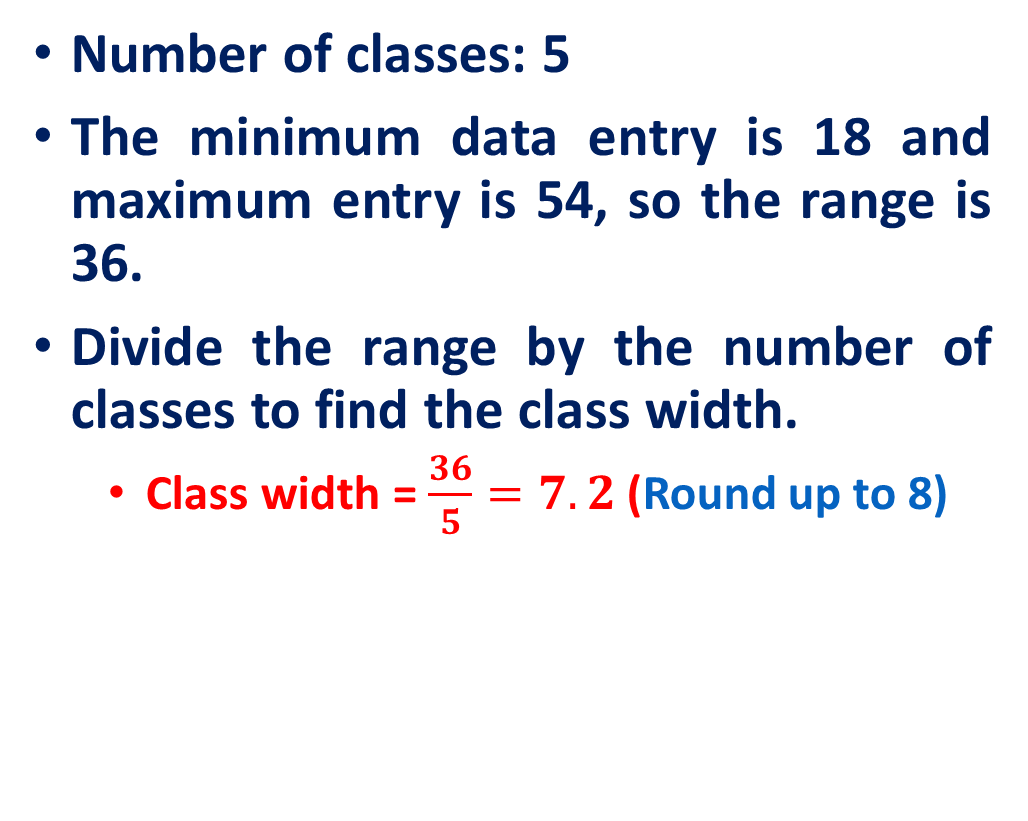 • Number of classes: 5
• The minimum data entry is 18 and
maximum entry is 54, so the range is
36.
• Divide the range by the number of
classes to find the class width.
• Class width = 36/5 = 7.2 (Round up to 8)